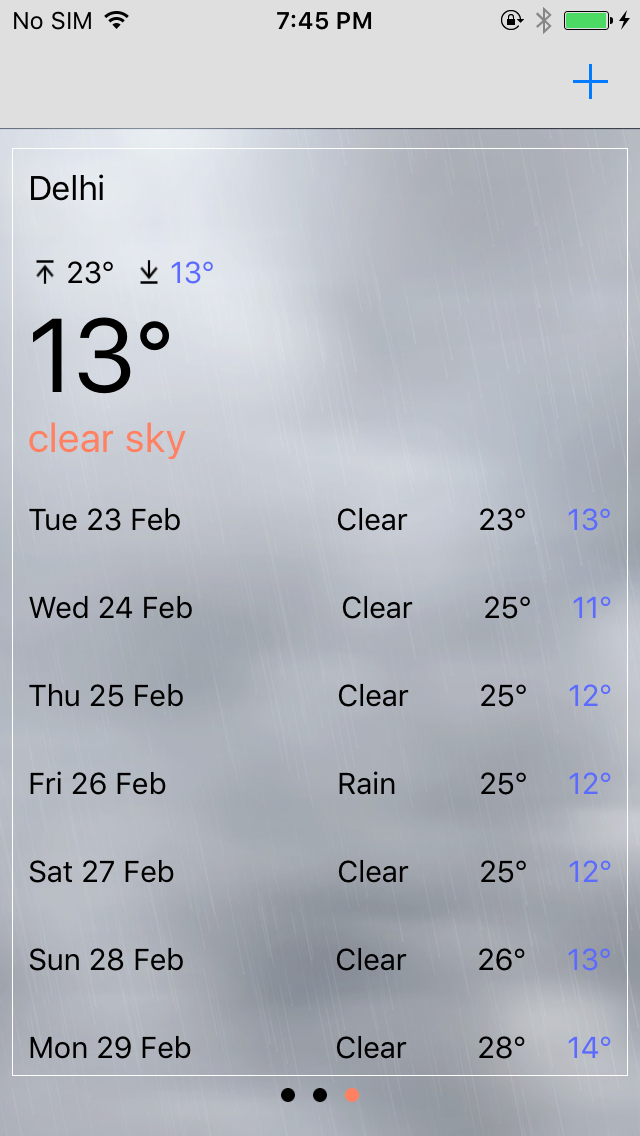 No SIM 7:45 PM
Delhi
23° 13°
13°
clear sky
Tue 23 Feb Clear 23° 13°
Wed 24 Feb Clear 25° 11°
Thu 25 Feb Clear 25° 12°
Fri 26 Feb Rain 25° 12°
Sat 27 Feb Clear 25° 12°
Sun 28 Feb Clear 26° 13°
Mon 29 Feb Clear 28° 14°